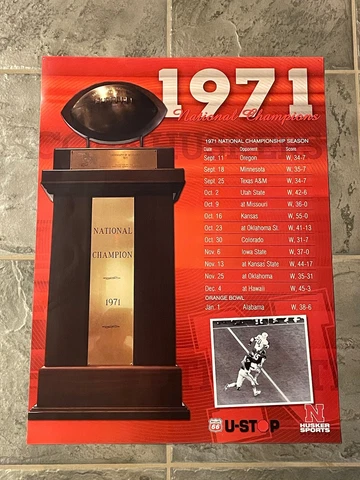 1971
National Champions
1971 NATIONAL CHAMPIONSHIP SEASON
Date Opponent Score
Sept. 11 Oregon W, 34-7
Sept. 18 Minnesota W, 35-7
Sept. 25 Texas A&M W, 34-7
Oct. 2 Utah State W, 42-6
Oct. 9 at Missouri W, 36-0
Oct. 16 Kansas W, 55-0
Oct. 23 at Oklahoma St. W, 41-13
Oct. 30 Colorado W, 31-7
Nov. 6 Iowa State W, 37-0
Nov. 13 at Kansas State W, 44-17
Nov. 25 at Oklahoma W, 35-31
Dec. 4 at Hawaii W, 45-3
ORANGE BOWL
Jan. 1 Alabama W, 38-6
NATIONAL
CHAMPION
1971
66
U-STOP
N
HUSKER
SPORTS